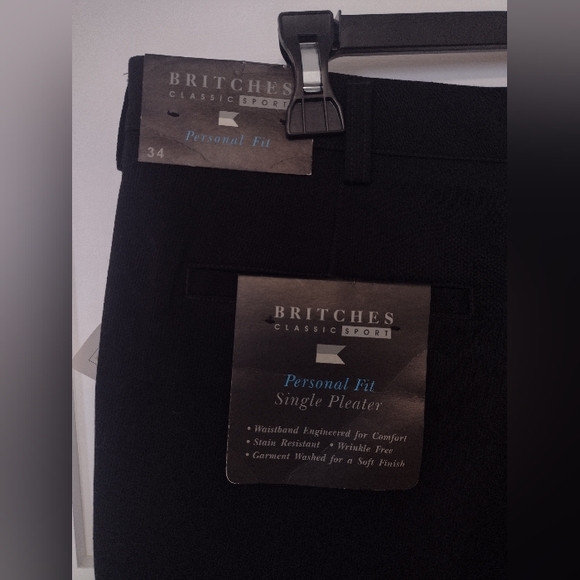 BRITCHES
CLASSIC SPORT
Personal Fit
34
BRITCHES
CLASSIC SPORT
Personal Fit
Single Pleater
• Waistband Engineered for Comfort
• Stain Resistant • Wrinkle Free
• Garment Washed for a Soft Finish